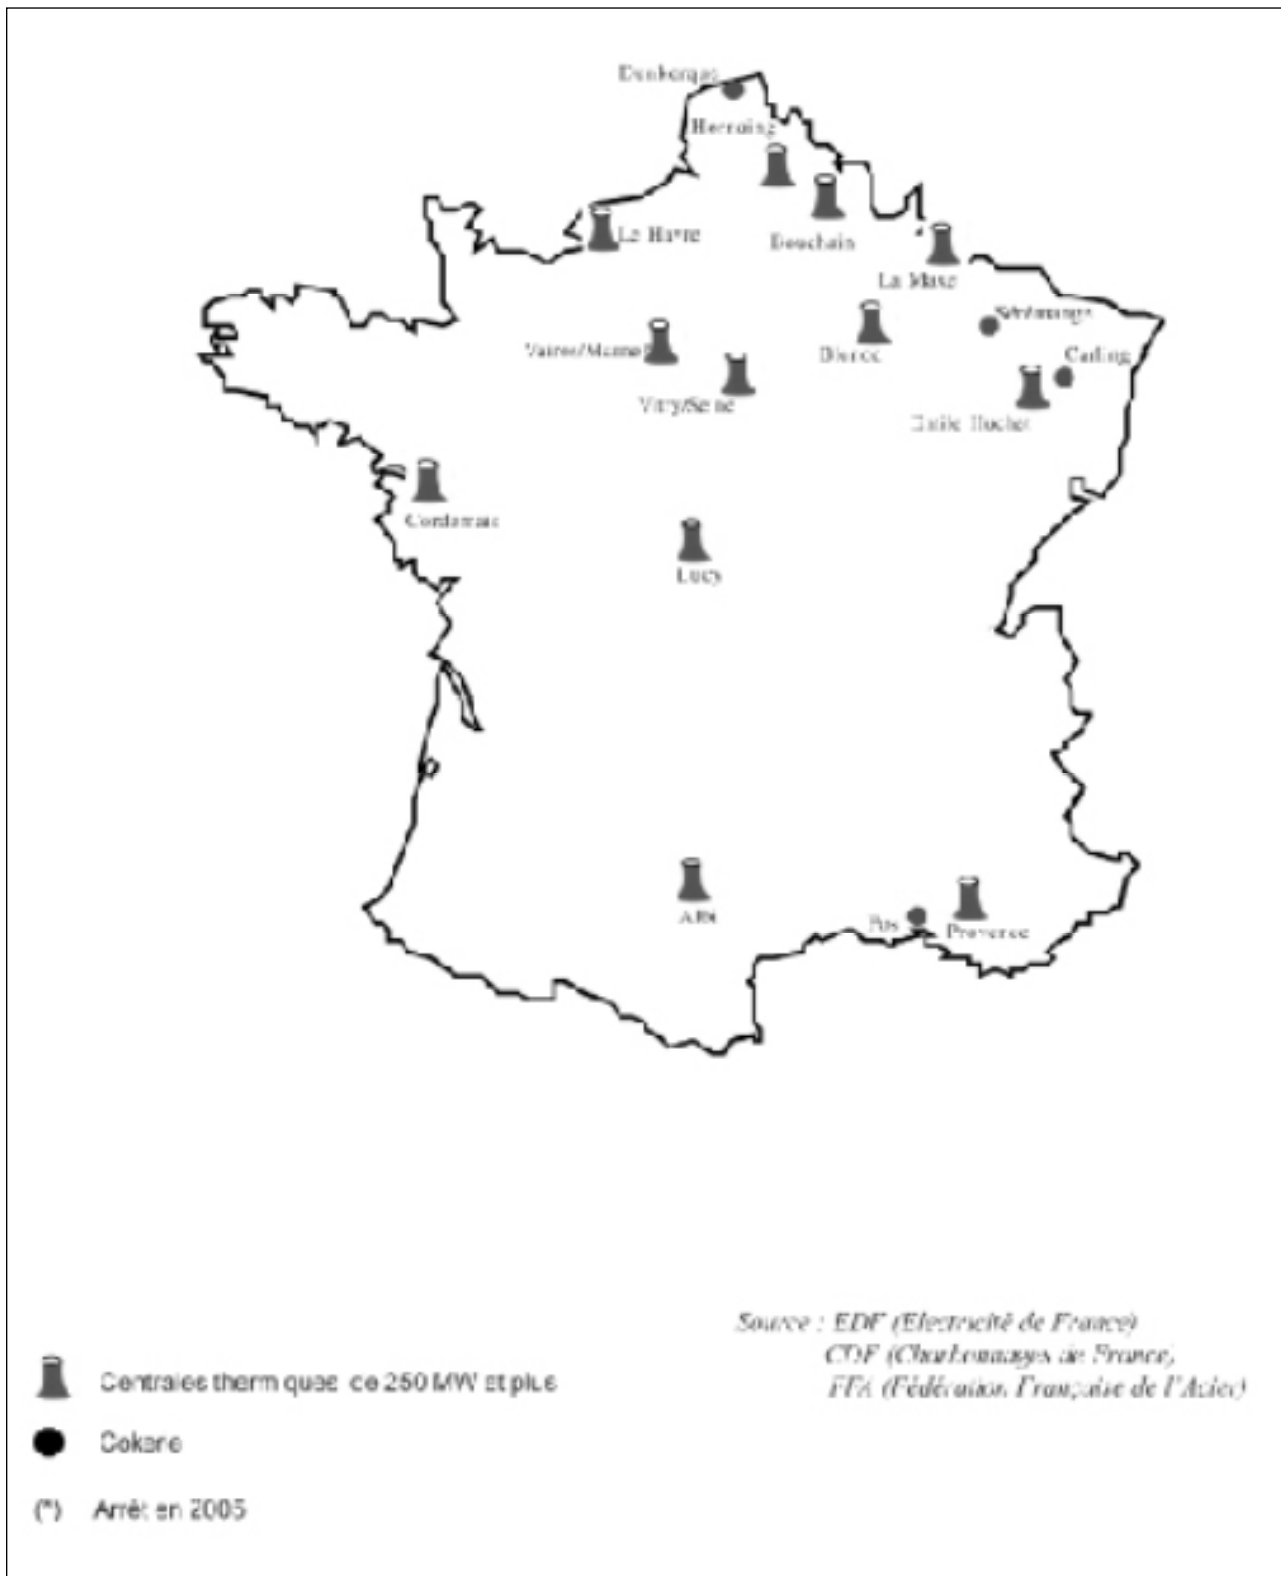 Dunkerque
Hornaing
Le Havre
Bouchain
La Maxe
Sérémange
Vaires/Marne
Blenod
Carling
Vitry/Seine
Emile Huchet
Cordemais
Lucy
Albi
Fos
Provence
Source : EDF (Electricité de France)
CDF (Charbonnages de France)
FFA (Fédération Française de l'Acier)
Centrales thermiques de 250 MW et plus
Cokerie
(*) Arrêt en 2005